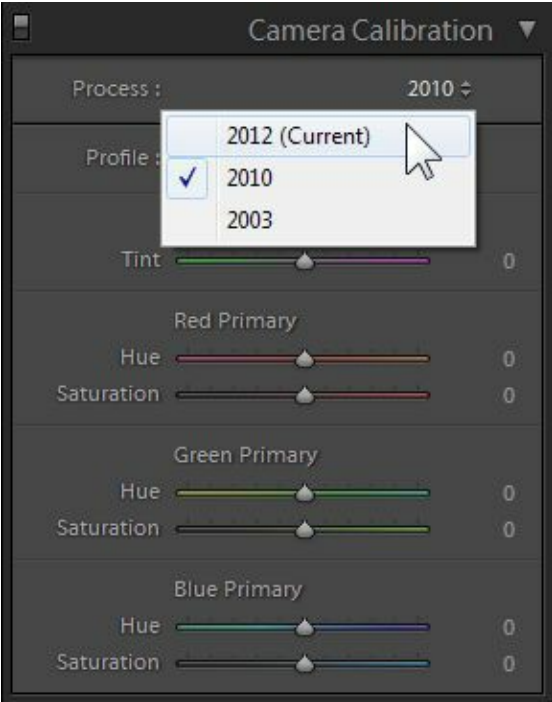 Camera Calibration
Process : 2010
2012 (Current)
Profile :
2010
2003
Tint 0
Red Primary
Hue 0
Saturation 0
Green Primary
Hue 0
Saturation 0
Blue Primary
Hue 0
Saturation 0